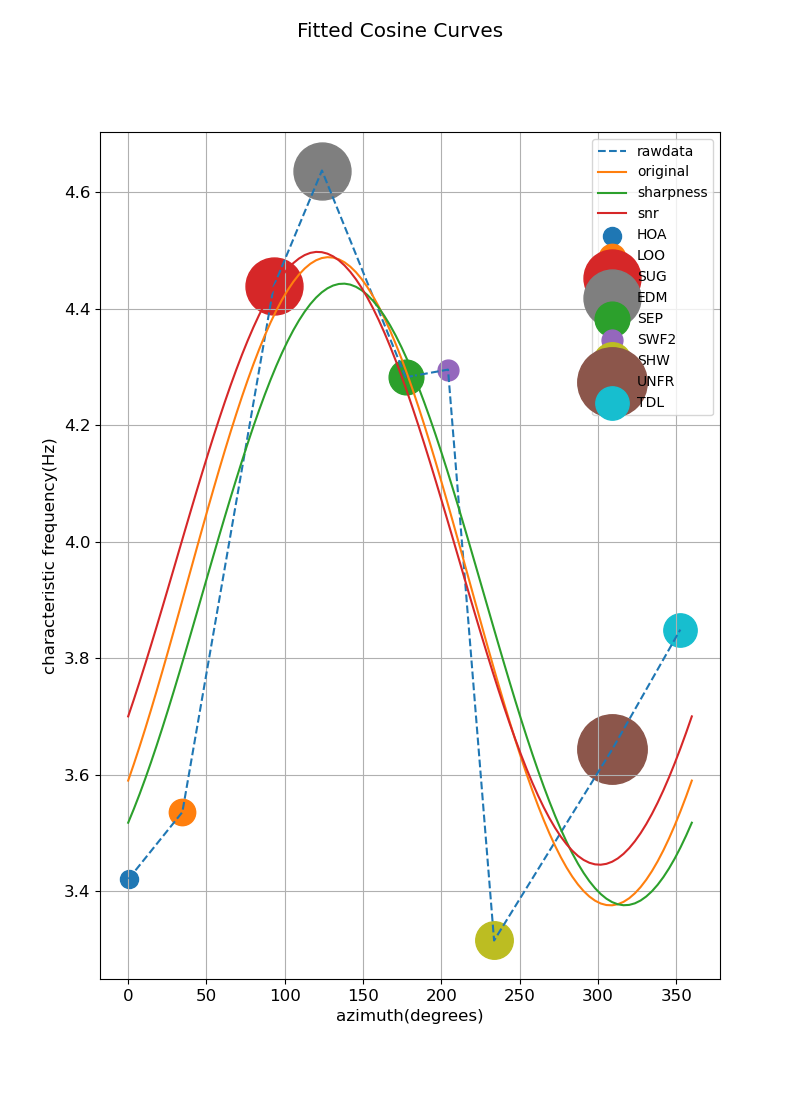 Fitted Cosine Curves
rawdata
original
sharpness
snr
HOA
LOO
SUG
EDM
SEP
SWF2
SHW
UNFR
TDL
4.6
4.4
4.2
4.0
3.8
3.6
3.4
characteristic frequency(Hz)
0 50 100 150 200 250 300 350
azimuth(degrees)